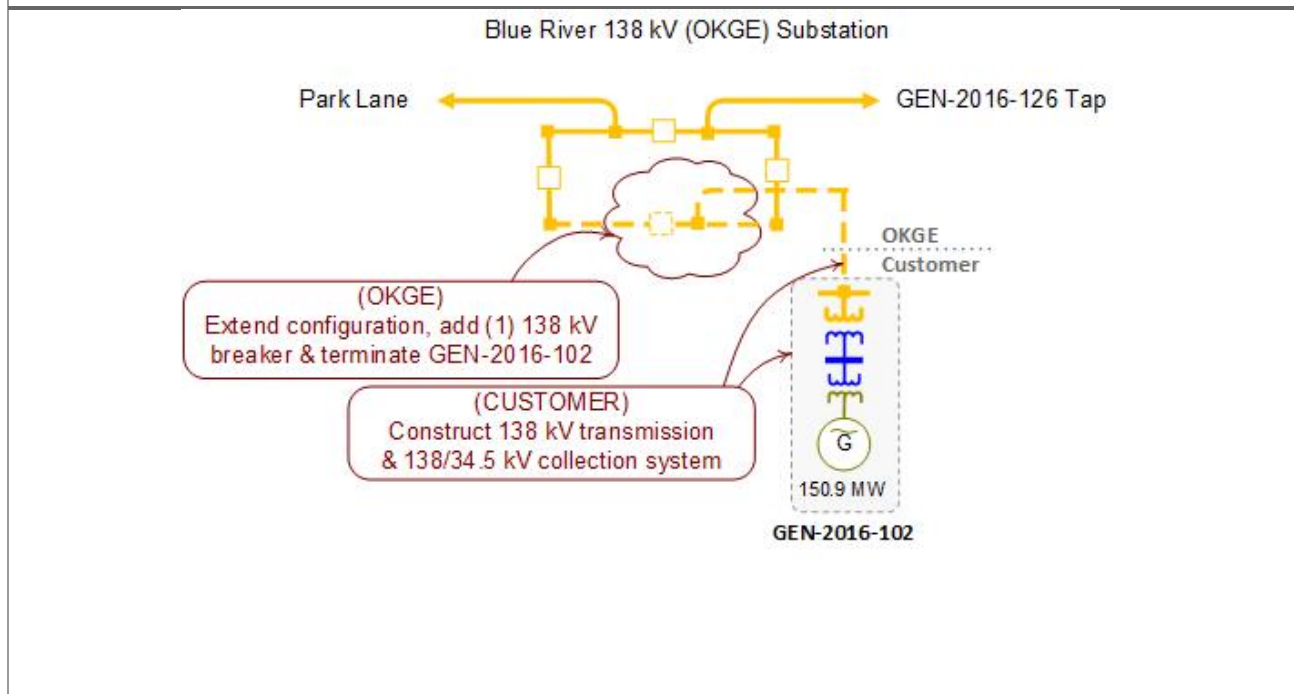 Blue River 138 kV (OKGE) Substation
Park Lane
GEN-2016-126 Tap
OKGE
Customer
(OKGE)
Extend configuration, add (1) 138 kV
breaker & terminate GEN-2016-102
(CUSTOMER)
Construct 138 kV transmission
& 138/34.5 kV collection system
G
150.9 MW
GEN-2016-102